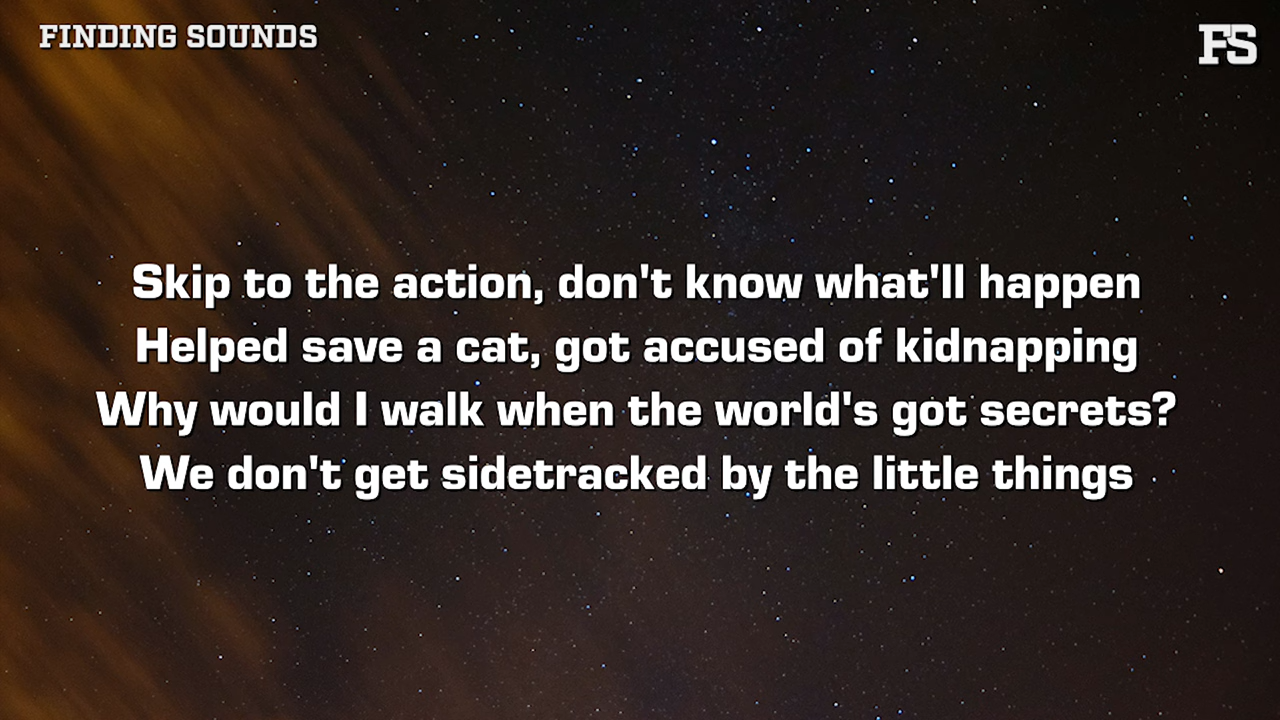 FINDING SOUNDS
FS
Skip to the action, don't know what'll happen
Helped save a cat, got accused of kidnapping
Why would I walk when the world's got secrets?
We don't get sidetracked by the little things